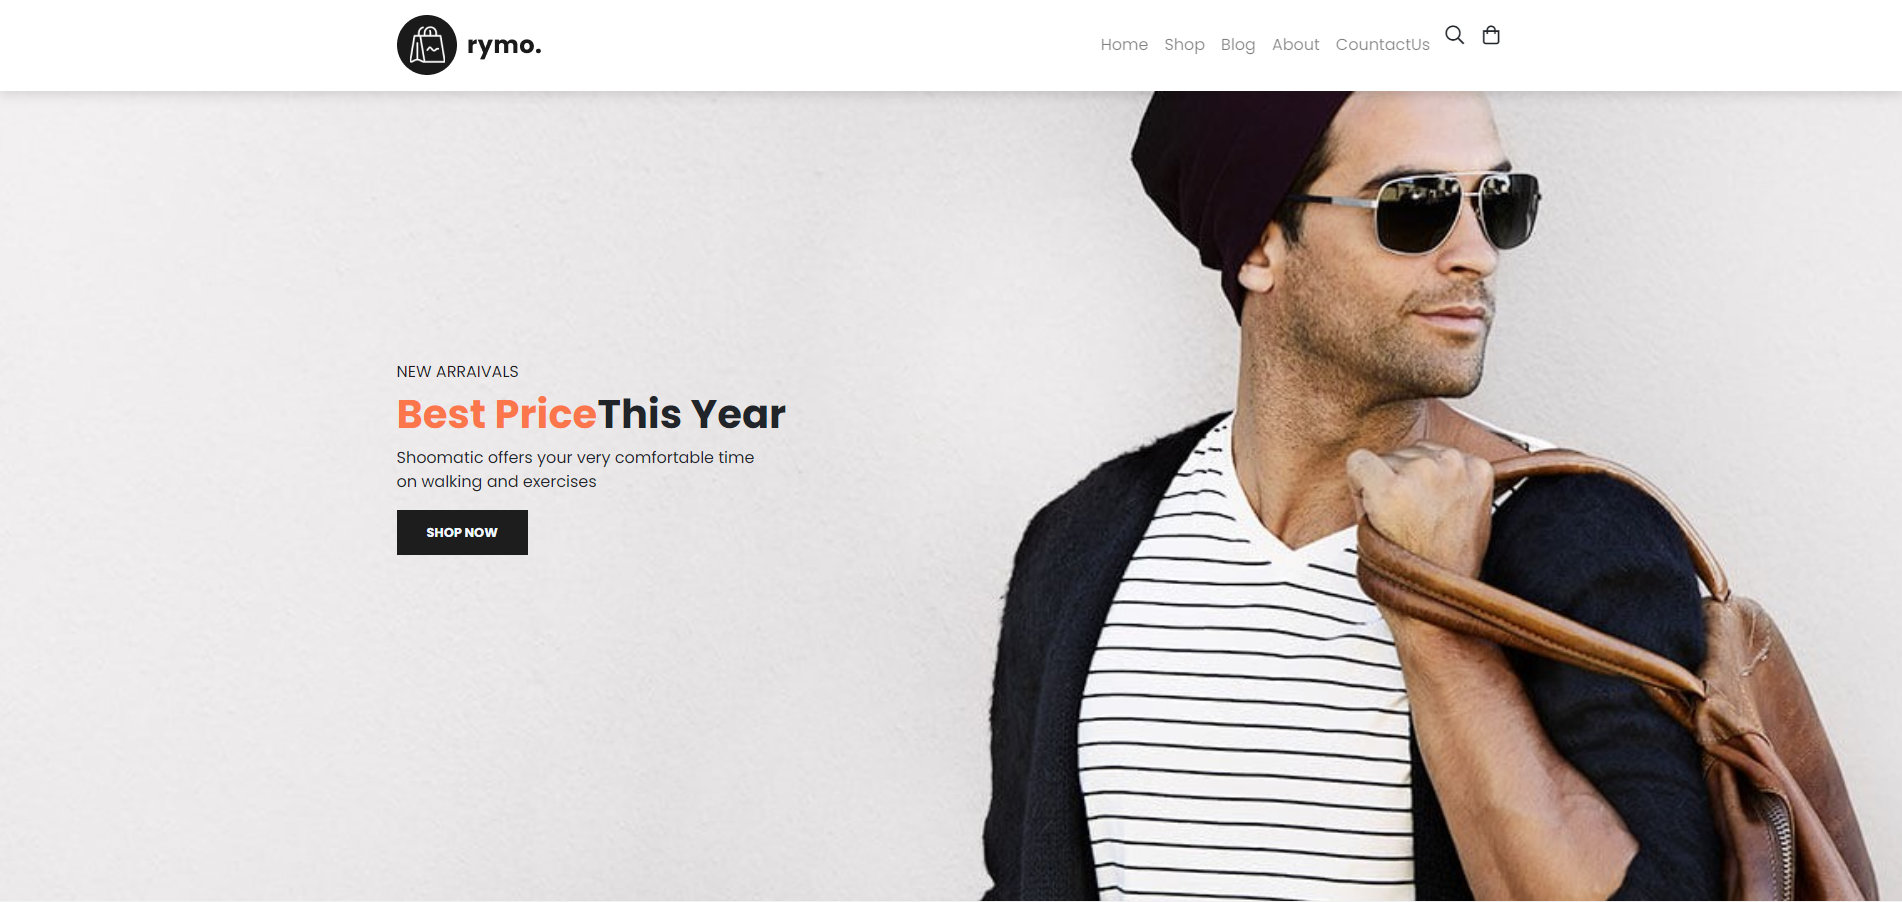 rymo.
Home Shop Blog About CountactUs
NEW ARRAIVALS
Best PriceThis Year
Shoomatic offers your very comfortable time
on walking and exercises
SHOP NOW